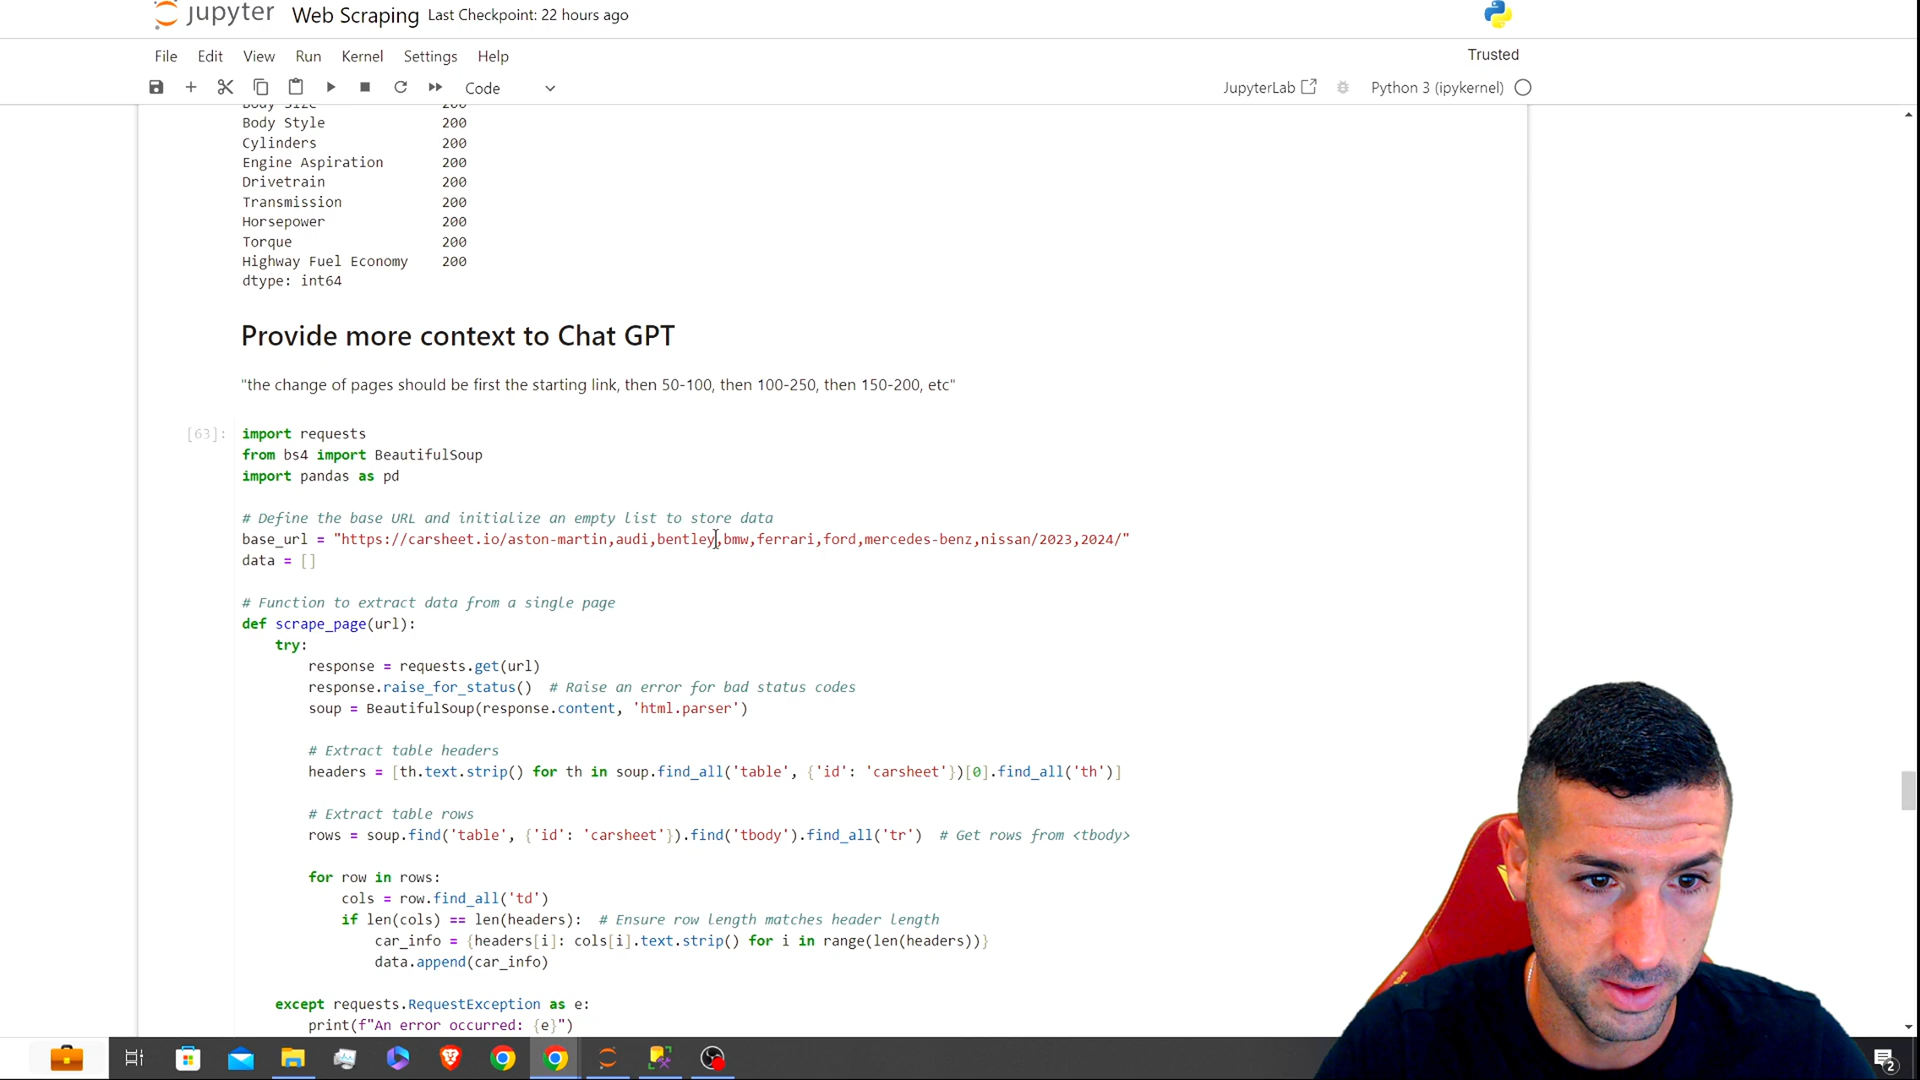 jupyter Web Scraping Last Checkpoint: 22 hours ago
File Edit View Run Kernel Settings Help Trusted
Code JupyterLab Python 3 (ipykernel)
Body Size 200
Body Style 200
Cylinders 200
Engine Aspiration 200
Drivetrain 200
Transmission 200
Horsepower 200
Torque 200
Highway Fuel Economy 200
dtype: int64
Provide more context to Chat GPT
"the change of pages should be first the starting link, then 50-100, then 100-250, then 150-200, etc"
[63]: import requests
from bs4 import BeautifulSoup
import pandas as pd
# Define the base URL and initialize an empty list to store data
base_url = "https://carsheet.io/aston-martin,audi,bentley,bmw,ferrari,ford,mercedes-benz,nissan/2023,2024/"
data = []
# Function to extract data from a single page
def scrape_page(url):
try:
response = requests.get(url)
response.raise_for_status() # Raise an error for bad status codes
soup = BeautifulSoup(response.content, 'html.parser')
# Extract table headers
headers = [th.text.strip() for th in soup.find_all('table', {'id': 'carsheet'})[0].find_all('th')]
# Extract table rows
rows = soup.find('table', {'id': 'carsheet'}).find('tbody').find_all('tr') # Get rows from <tbody>
for row in rows:
cols = row.find_all('td')
if len(cols) == len(headers): # Ensure row length matches header length
car_info = {headers[i]: cols[i].text.strip() for i in range(len(headers))}
data.append(car_info)
except requests.RequestException as e:
print(f"An error occurred: {e}")
2